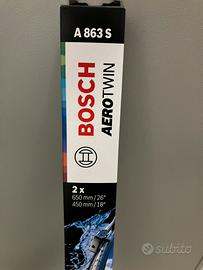 A 863 S
BOSCH
AEROTWIN
2 x
650 mm / 26"
450 mm / 18"
subito